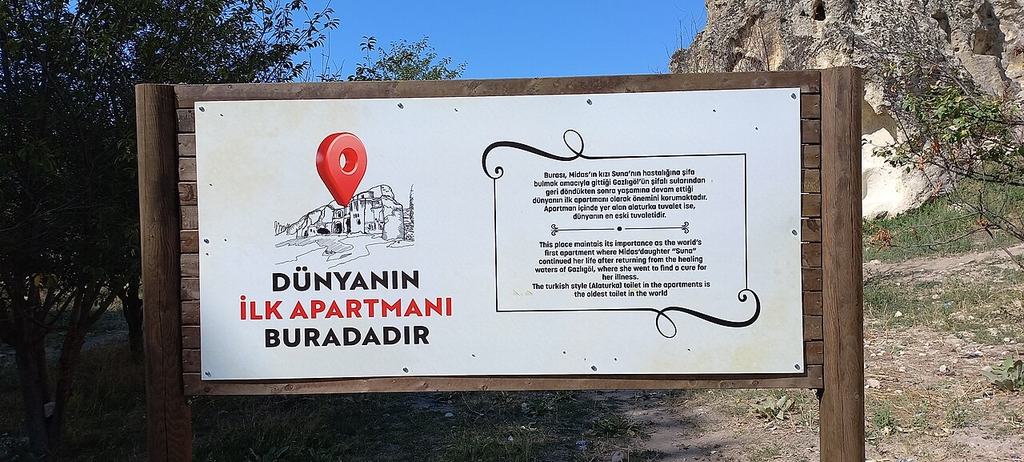 DÜNYANIN
İLK APARTMANI
BURADADIR
Burası, Midas'ın kızı Suna'nın hastalığına şifa
bulmak amacıyla gittiği Gazlıgöl'ün şifalı sularından
geri döndükten sonra yaşamına devam ettiği
dünyanın ilk apartmanı olarak önemini korumaktadır.
Apartman içinde yer alan alaturka tuvalet ise,
dünyanın en eski tuvaletidir.
This place maintais its importance as the world's
first apartment where Midas'daughter "Suna"
continued her life after returning from the healing
waters of Gazlıgöl, where she went to find a cure for
her illness.
The turkish style (Alaturka) toilet in the apartments is
the oldest toilet in the world